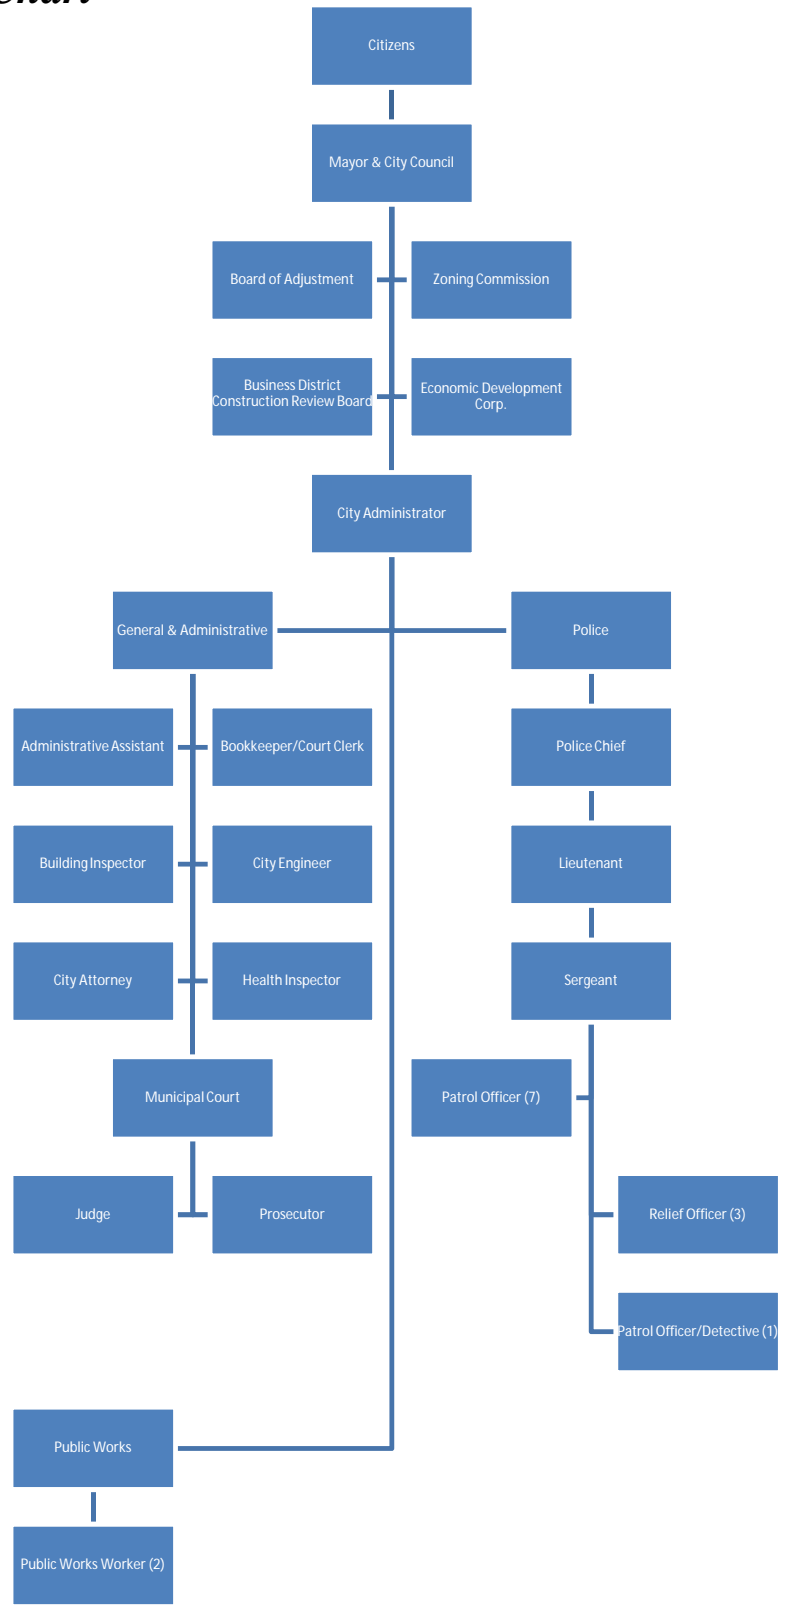 Chart
Citizens
Mayor & City Council
Board of Adjustment
Zoning Commission
Business District
Construction Review Board
Economic Development
Corp.
City Administrator
General & Administrative
Police
Administrative Assistant
Bookkeeper/Court Clerk
Police Chief
Building Inspector
City Engineer
Lieutenant
City Attorney
Health Inspector
Sergeant
Municipal Court
Patrol Officer (7)
Judge
Prosecutor
Relief Officer (3)
Patrol Officer/Detective (1)
Public Works
Public Works Worker (2)